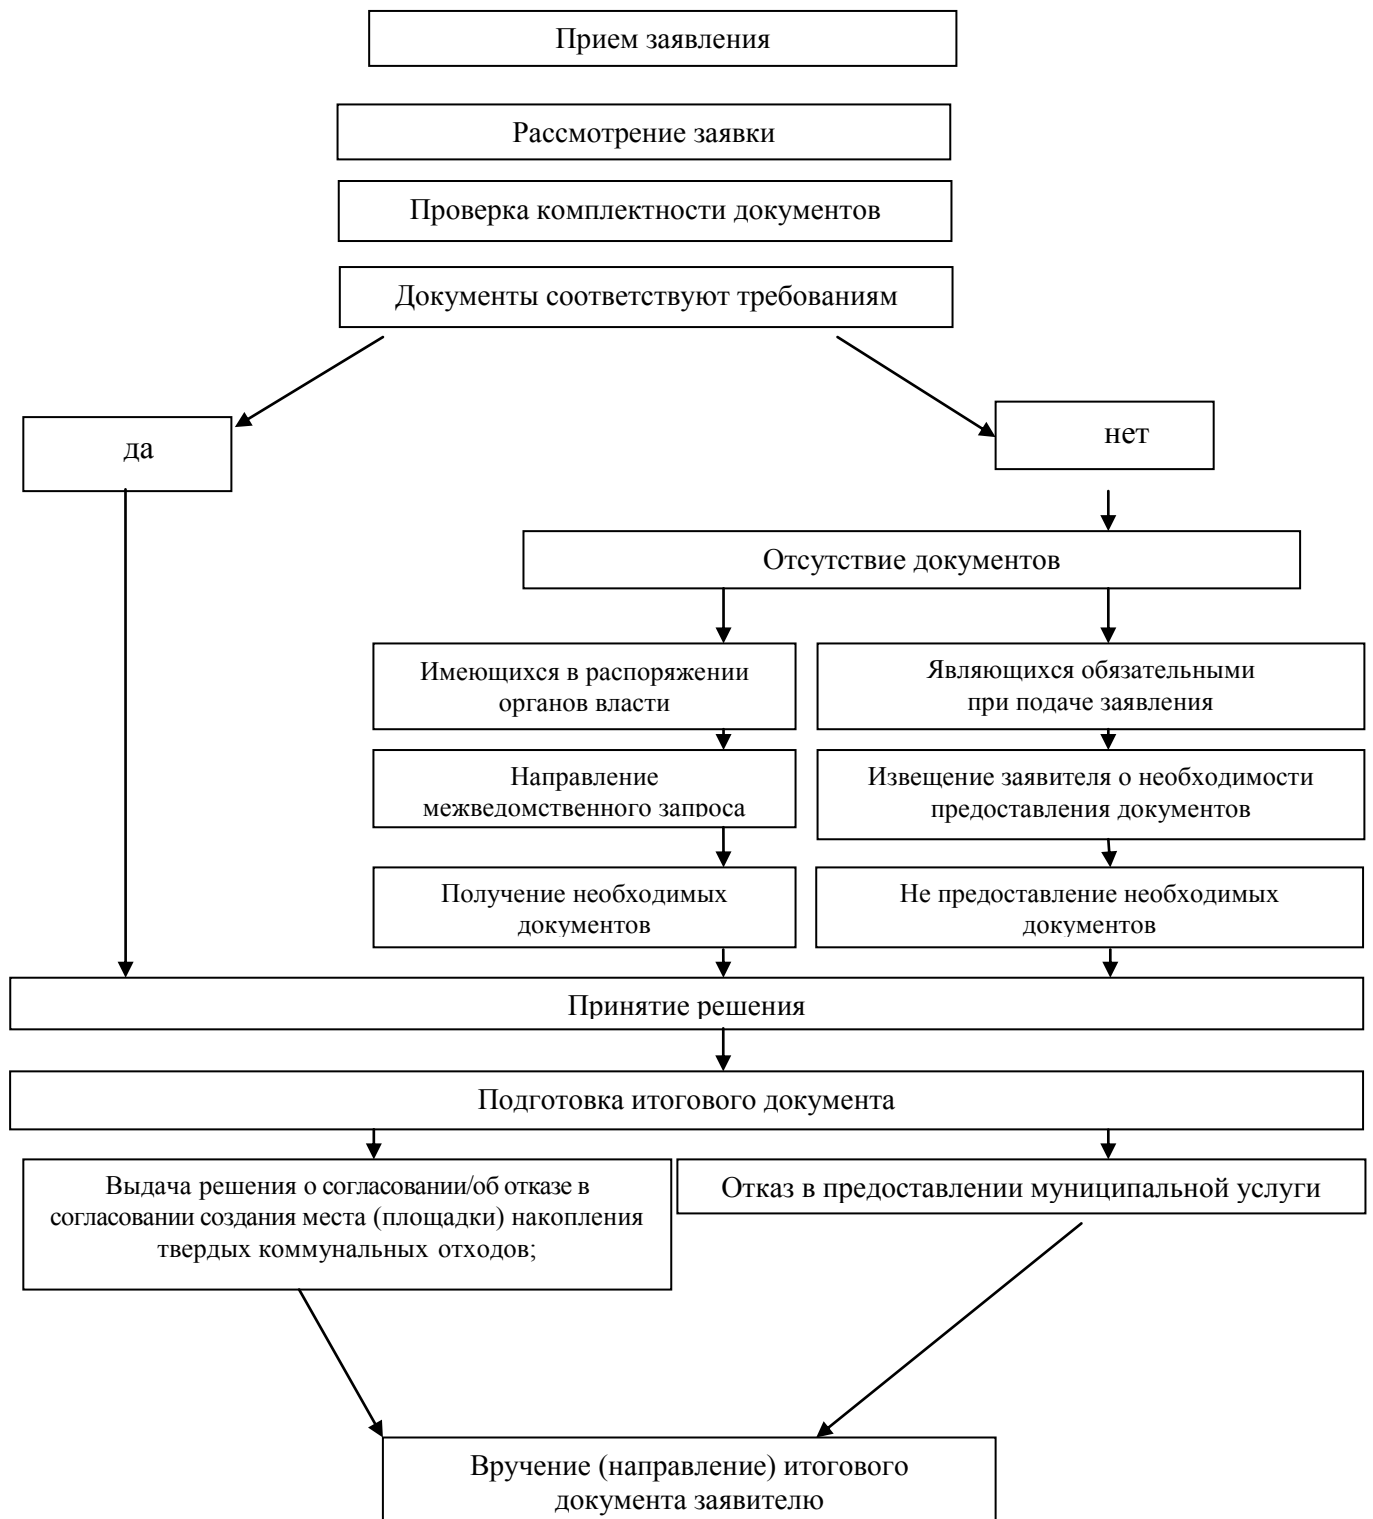 Прием заявления
Рассмотрение заявки
Проверка комплектности документов
Документы соответствуют требованиям
да
нет
Отсутствие документов
Имеющихся в распоряжении
органов власти
Являющихся обязательными
при подаче заявления
Направление
межведомственного запроса
Извещение заявителя о необходимости
предоставления документов
Получение необходимых
документов
Не предоставление необходимых
документов
Принятие решения
Подготовка итогового документа
Выдача решения о согласовании/об отказе в
согласовании создания места (площадки) накопления
твердых коммунальных отходов;
Отказ в предоставлении муниципальной услуги
Вручение (направление) итогового
документа заявителю